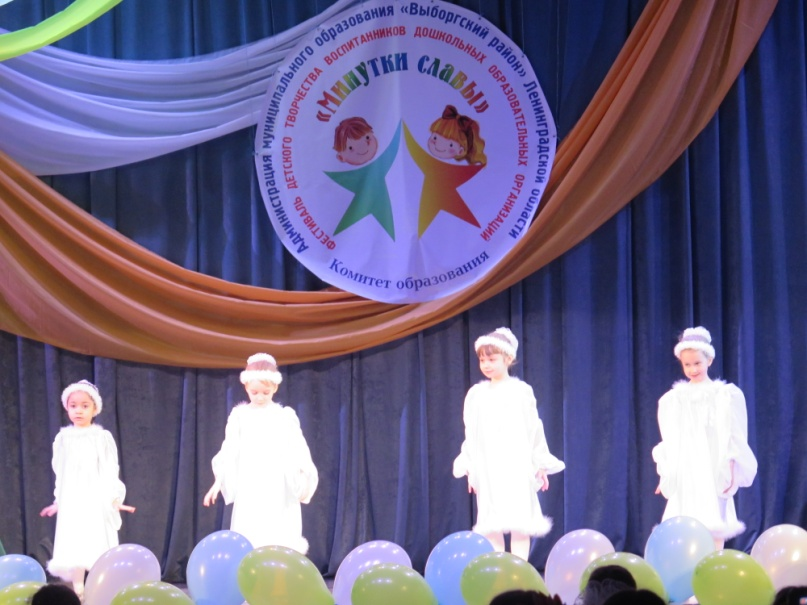 Администрация муниципального образования «Выборгский район» Ленинградской области
ФЕСТИВАЛЬ ДЕТСКОГО ТВОРЧЕСТВА ВОСПИТАННИКОВ ДОШКОЛЬНЫХ ОБРАЗОВАТЕЛЬНЫХ ОРГАНИЗАЦИЙ
«Минутки славы»
Комитет образования